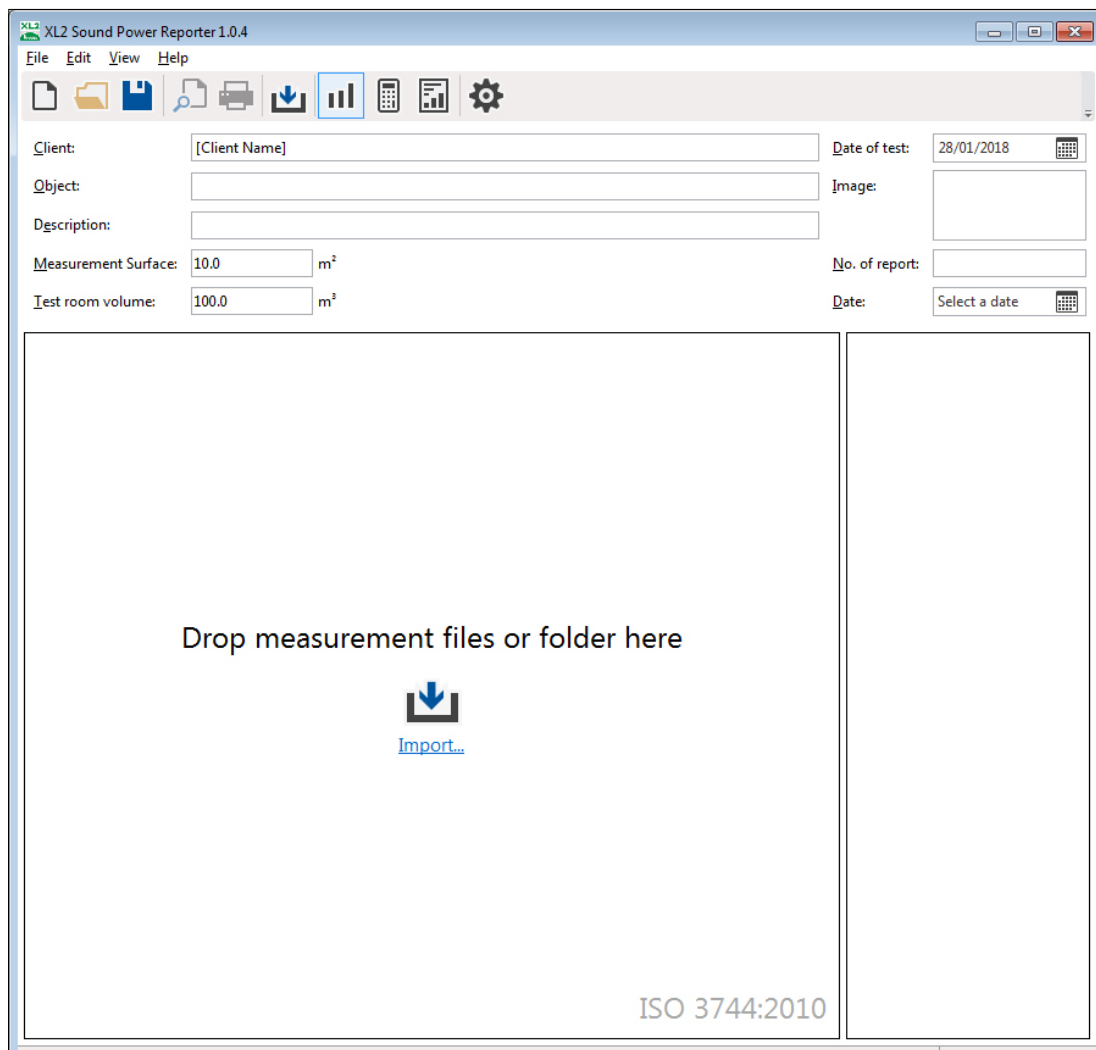 XL2 XL2 Sound Power Reporter 1.0.4
File Edit View Help
Client: [Client Name] Date of test: 28/01/2018
Object: Image:
Description:
Measurement Surface: 10.0 m² No. of report:
Test room volume: 100.0 m³ Date: Select a date
Drop measurement files or folder here
Import...
ISO 3744:2010